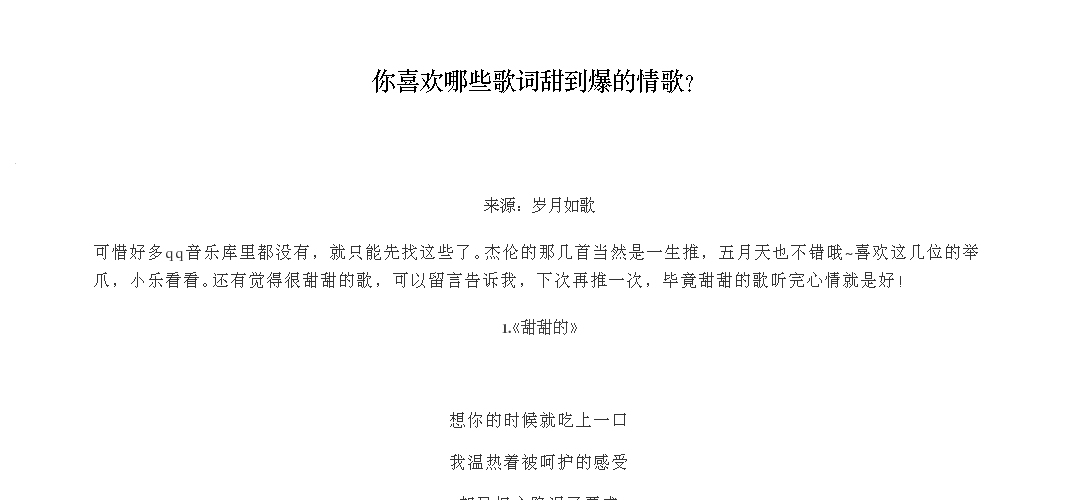 你喜欢哪些歌词甜到爆的情歌?
来源：岁月如歌
可惜好多qq音乐库里都没有，就只能先找这些了。杰伦的那几首当然是一生推，五月天也不错哦~喜欢这几位的举
爪，小乐看看。还有觉得很甜甜的歌，可以留言告诉我，下次再推一次，毕竟甜甜的歌听完心情就是好！
1.《甜甜的》
想你的时候就吃上一口
我温热着被呵护的感受